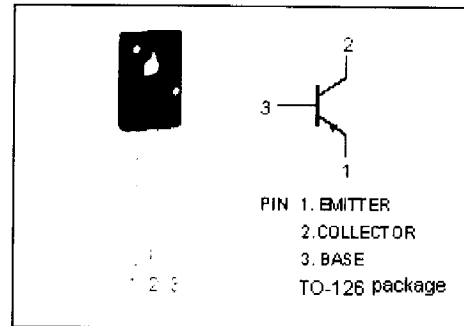 2
3
1
PIN 1. EMITTER
2.COLLECTOR
3. BASE
1 2 3
TO-126 package